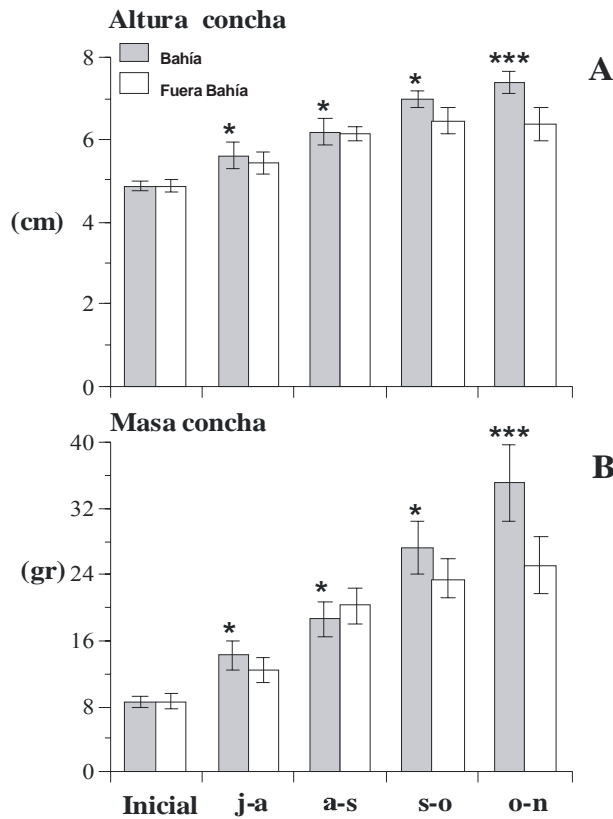 Altura concha
A
Bahía
Fuera Bahía
(cm)
8
6
4
2
0
*
*
*
***
Masa concha
B
(gr)
40
32
24
16
8
0
*
*
*
***
Inicial j-a a-s s-o o-n